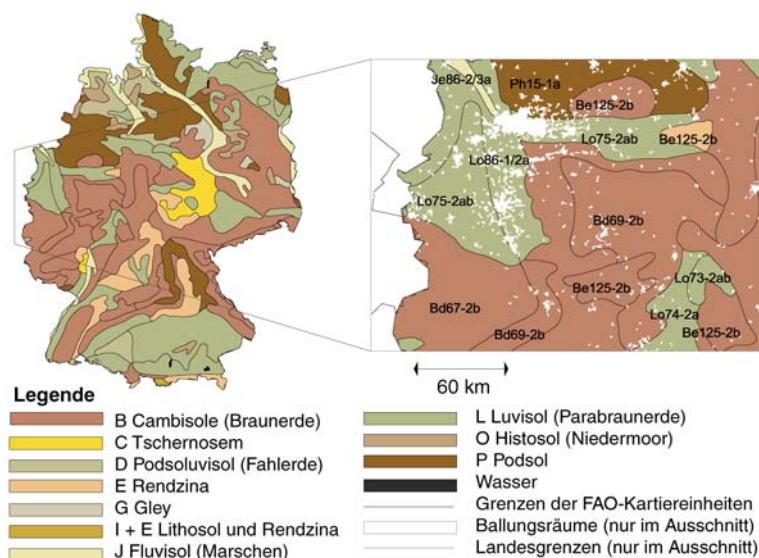 Je86-2/3a
Ph15-1a
Be125-2b
Lo75-2ab
Be125-2b
Lo86-1/2a
Lo75-2ab
Bd69-2b
Lo73-2ab
Be125-2b
Bd67-2b
Lo74-2a
Bd69-2b
Be125-2b
60 km
Legende
B Cambisole (Braunerde)
C Tschernosem
D Podsoluvisol (Fahlerde)
E Rendzina
G Gley
I + E Lithosol und Rendzina
J Fluvisol (Marschen)
L Luvisol (Parabraunerde)
O Histosol (Niedermoor)
P Podsol
Wasser
Grenzen der FAO-Kartiereinheiten
Ballungsräume (nur im Ausschnitt)
Landesgrenzen (nur im Ausschnitt)